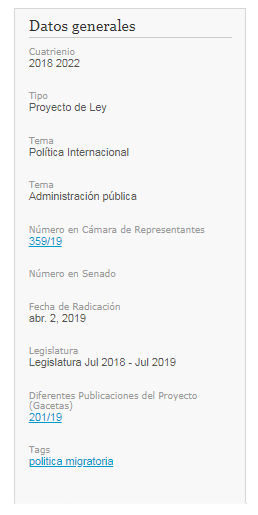 Datos generales
Cuatrienio
2018 2022
Tipo
Proyecto de Ley
Tema
Política Internacional
Tema
Administración pública
Número en Cámara de Representantes
359/19
Número en Senado
Fecha de Radicación
abr. 2, 2019
Legislatura
Legislatura Jul 2018 - Jul 2019
Diferentes Publicaciones del Proyecto
(Gacetas)
201/19
Tags
politica migratoria